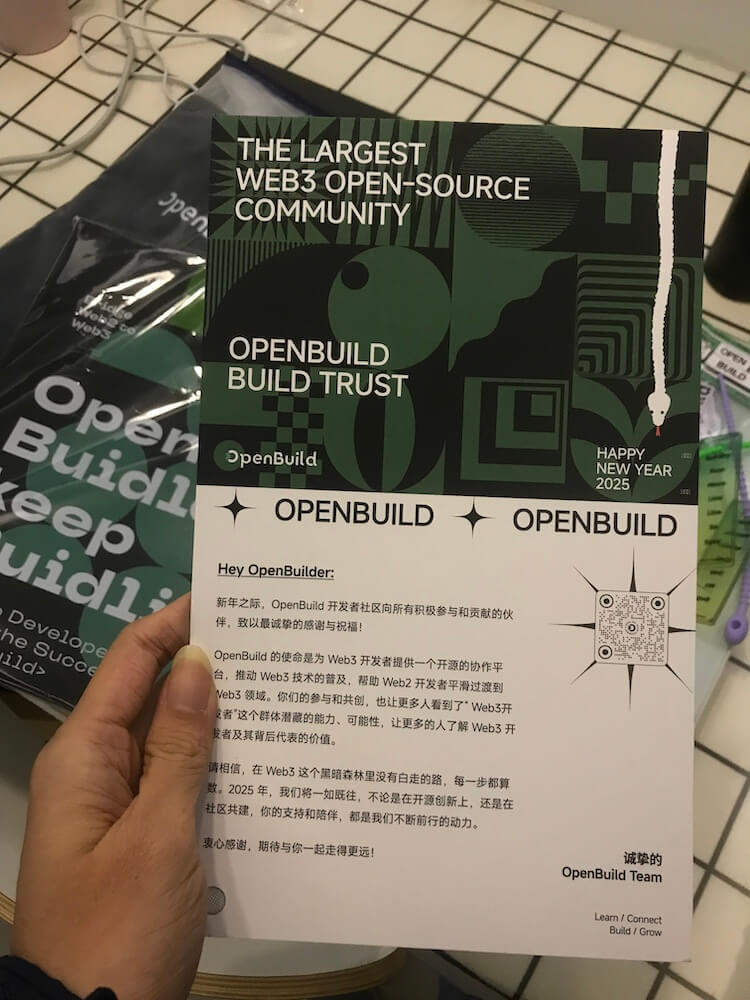 THE LARGEST
WEB3 OPEN-SOURCE
COMMUNITY
OPENBUILD
BUILD TRUST
OpenBuild
HAPPY
NEW YEAR
2025
OPENBUILD
OPENBUILD
Hey OpenBuilder:
新年之际，OpenBuild 开发者社区向所有积极参与和贡献的伙
伴，致以最诚挚的感谢与祝福！
OpenBuild 的使命是为 Web3 开发者提供一个开源的协作平
台，推动 Web3 技术的普及，帮助 Web2 开发者平滑过渡到
Web3 领域。你们的参与和共创，也让更多人看到了“ Web3开
发者”这个群体潜藏的能力、可能性，让更多的人了解 Web3 开
发者及其背后代表的价值。
请相信，在 Web3 这个黑暗森林里没有白走的路，每一步都算
数。2025 年，我们将一如既往，不论是在开源创新上，还是在
社区共建，你的支持和陪伴，都是我们不断前行的动力。
衷心感谢，期待与你一起走得更远！
诚挚的
OpenBuild Team
Learn / Connect
Build / Grow
Open
Buidl
keep
uidli
Develope
the Succe
uild>
Web2 co
Web3
OPEN
BUILD